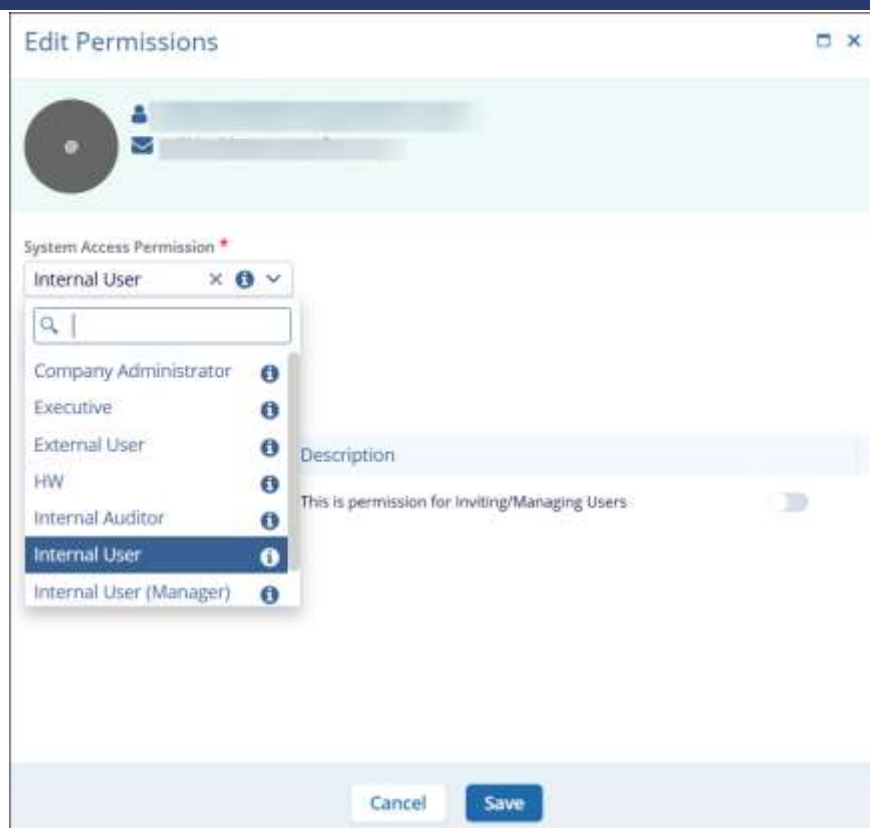 Edit Permissions
System Access Permission *
Internal User
Company Administrator
Executive
External User
HW
Internal Auditor
Internal User
Internal User (Manager)
Description
This is permission for Inviting/Managing Users
Cancel
Save